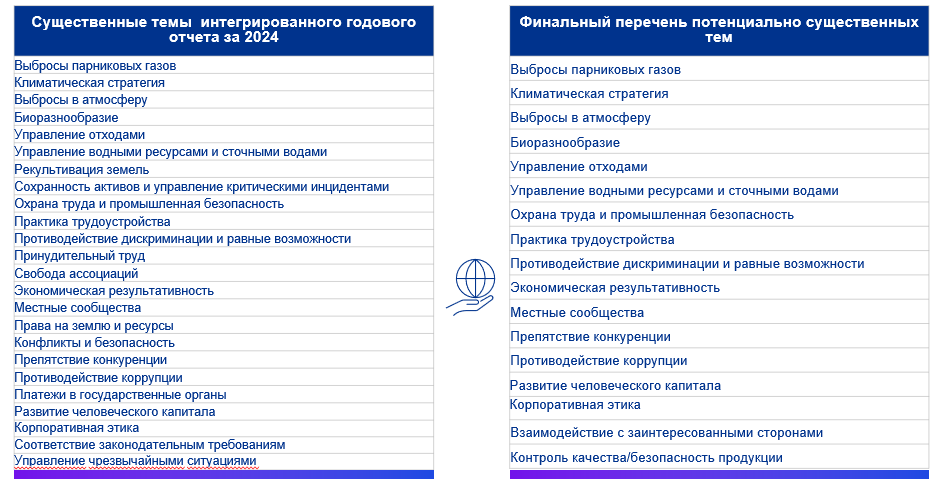 Существенные темы интегрированного годового
отчета за 2024
Выбросы парниковых газов
Климатическая стратегия
Выбросы в атмосферу
Биоразнообразие
Управление отходами
Управление водными ресурсами и сточными водами
Рекультивация земель
Сохранность активов и управление критическими инцидентами
Охрана труда и промышленная безопасность
Практика трудоустройства
Противодействие дискриминации и равные возможности
Принудительный труд
Свобода ассоциаций
Экономическая результативность
Местные сообщества
Права на землю и ресурсы
Конфликты и безопасность
Препятствие конкуренции
Противодействие коррупции
Платежи в государственные органы
Развитие человеческого капитала
Корпоративная этика
Соответствие законодательным требованиям
Управление чрезвычайными ситуациями
Финальный перечень потенциально существенных
тем
Выбросы парниковых газов
Климатическая стратегия
Выбросы в атмосферу
Биоразнообразие
Управление отходами
Управление водными ресурсами и сточными водами
Охрана труда и промышленная безопасность
Практика трудоустройства
Противодействие дискриминации и равные возможности
Экономическая результативность
Местные сообщества
Препятствие конкуренции
Противодействие коррупции
Развитие человеческого капитала
Корпоративная этика
Взаимодействие с заинтересованными сторонами
Контроль качества/безопасность продукции